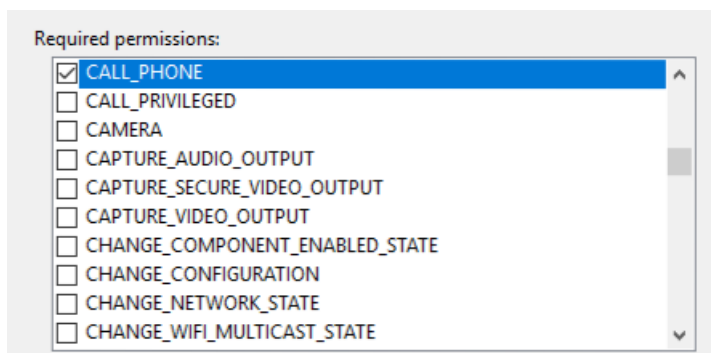 Required permissions:
CALL_PHONE
CALL_PRIVILEGED
CAMERA
CAPTURE_AUDIO_OUTPUT
CAPTURE_SECURE_VIDEO_OUTPUT
CAPTURE_VIDEO_OUTPUT
CHANGE_COMPONENT_ENABLED_STATE
CHANGE_CONFIGURATION
CHANGE_NETWORK_STATE
CHANGE_WIFI_MULTICAST_STATE